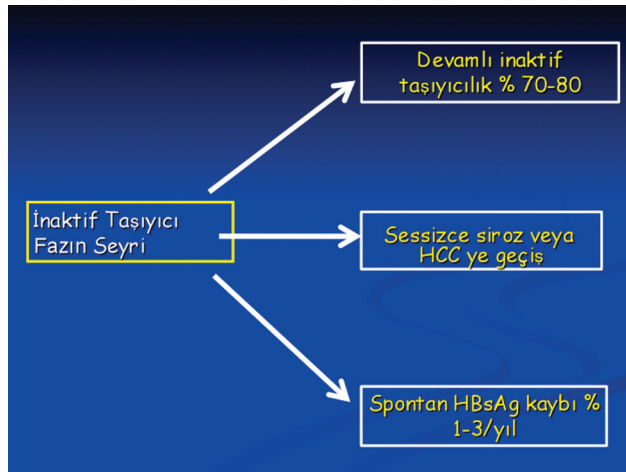 Devamlı inaktif
taşıyıcılık % 70-80
İnaktif Taşıyıcı
Fazın Seyri
Sessizce siroz veya
HCC ye geçiş
Spontan HBsAg kaybı %
1-3/yıl